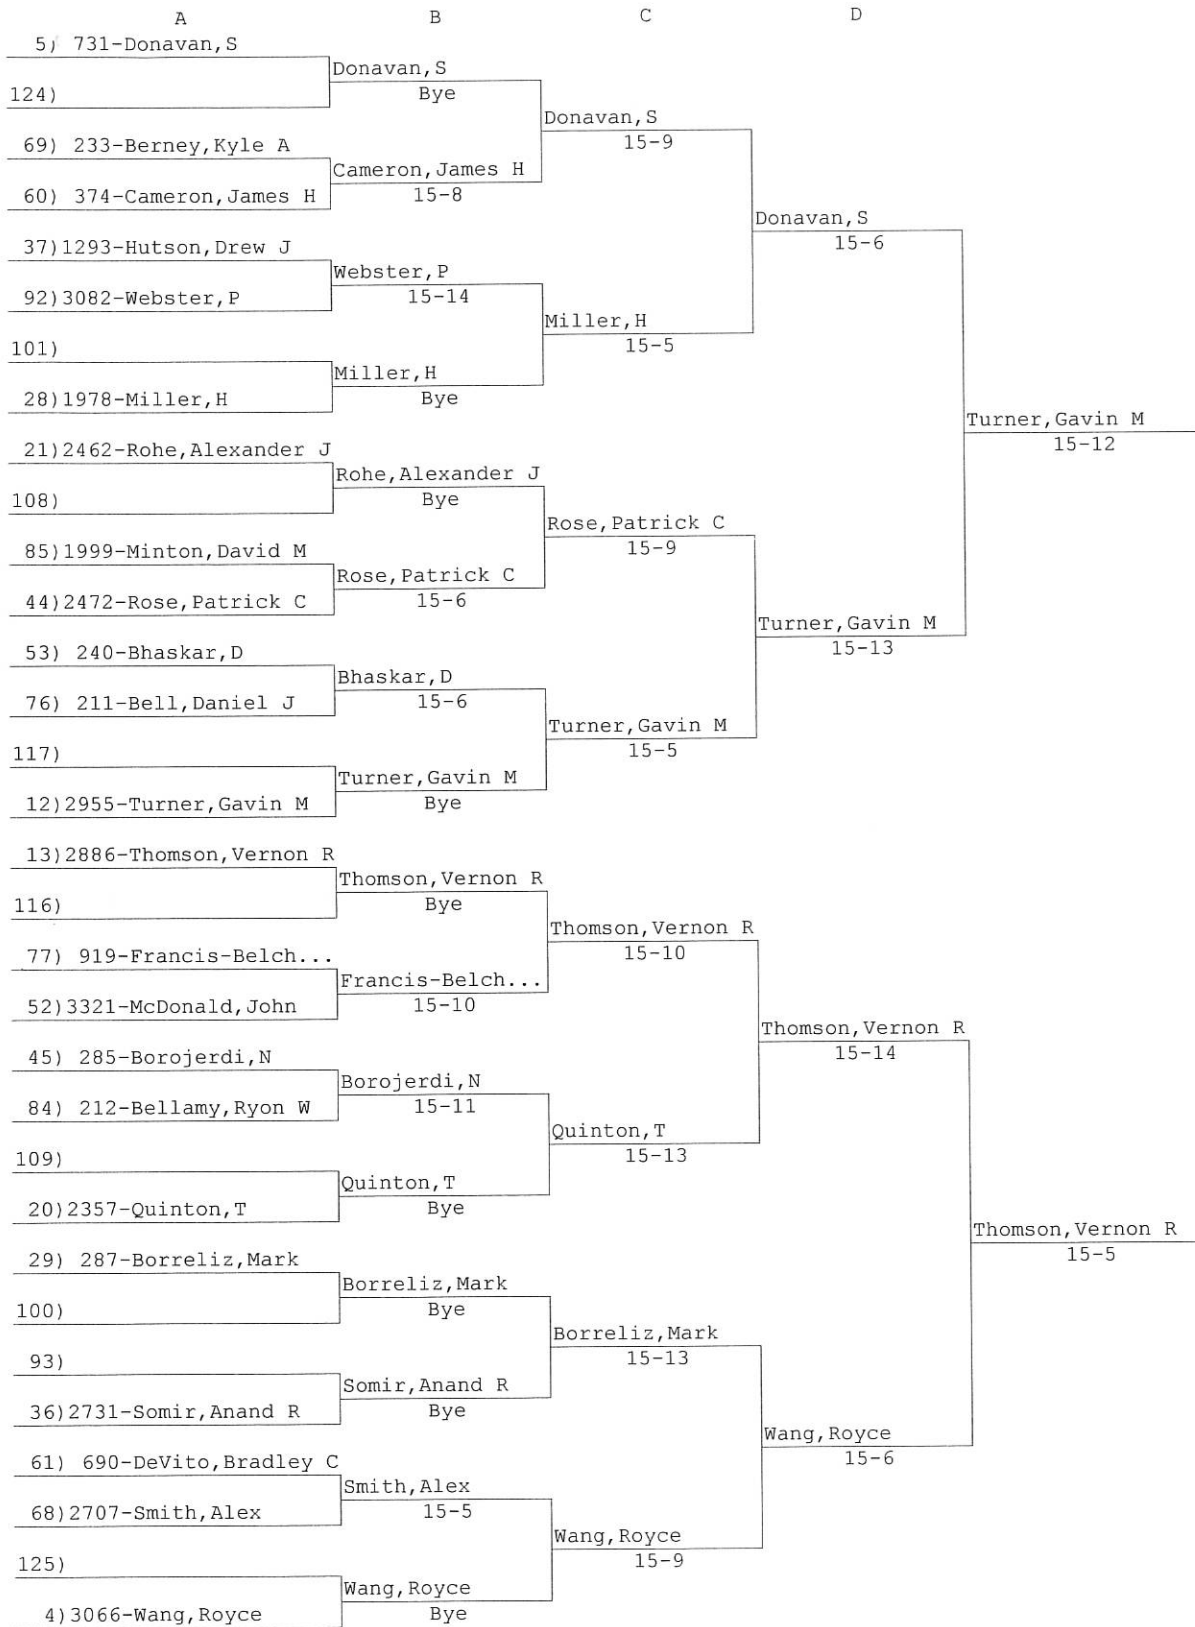 A B C D
5) 731-Donavan,S
Donavan,S
124)
Bye
Donavan,S
69) 233-Berney,Kyle A
15-9
Cameron,James H
60) 374-Cameron,James H
15-8
Donavan,S
37)1293-Hutson,Drew J
15-6
Webster,P
92)3082-Webster,P
15-14
Miller,H
101)
15-5
Miller,H
28)1978-Miller,H
Bye
Turner,Gavin M
21)2462-Rohe,Alexander J
15-12
Rohe,Alexander J
108)
Bye
Rose,Patrick C
85)1999-Minton,David M
15-9
Rose,Patrick C
44)2472-Rose,Patrick C
15-6
Turner,Gavin M
53) 240-Bhaskar,D
15-13
Bhaskar,D
76) 211-Bell,Daniel J
15-6
Turner,Gavin M
117)
15-5
Turner,Gavin M
12)2955-Turner,Gavin M
Bye
13)2886-Thomson,Vernon R
Thomson,Vernon R
116)
Bye
Thomson,Vernon R
77) 919-Francis-Belch...
15-10
Francis-Belch...
52)3321-McDonald,John
15-10
Thomson,Vernon R
45) 285-Borojerdi,N
15-14
Borojerdi,N
84) 212-Bellamy,Ryon W
15-11
Quinton,T
109)
15-13
Quinton,T
20)2357-Quinton,T
Bye
Thomson,Vernon R
29) 287-Borreliz,Mark
15-5
Borreliz,Mark
100)
Bye
Borreliz,Mark
93)
15-13
Somir,Anand R
36)2731-Somir,Anand R
Bye
Wang,Royce
61) 690-DeVito,Bradley C
15-6
Smith,Alex
68)2707-Smith,Alex
15-5
Wang,Royce
125)
15-9
Wang,Royce
4)3066-Wang,Royce
Bye